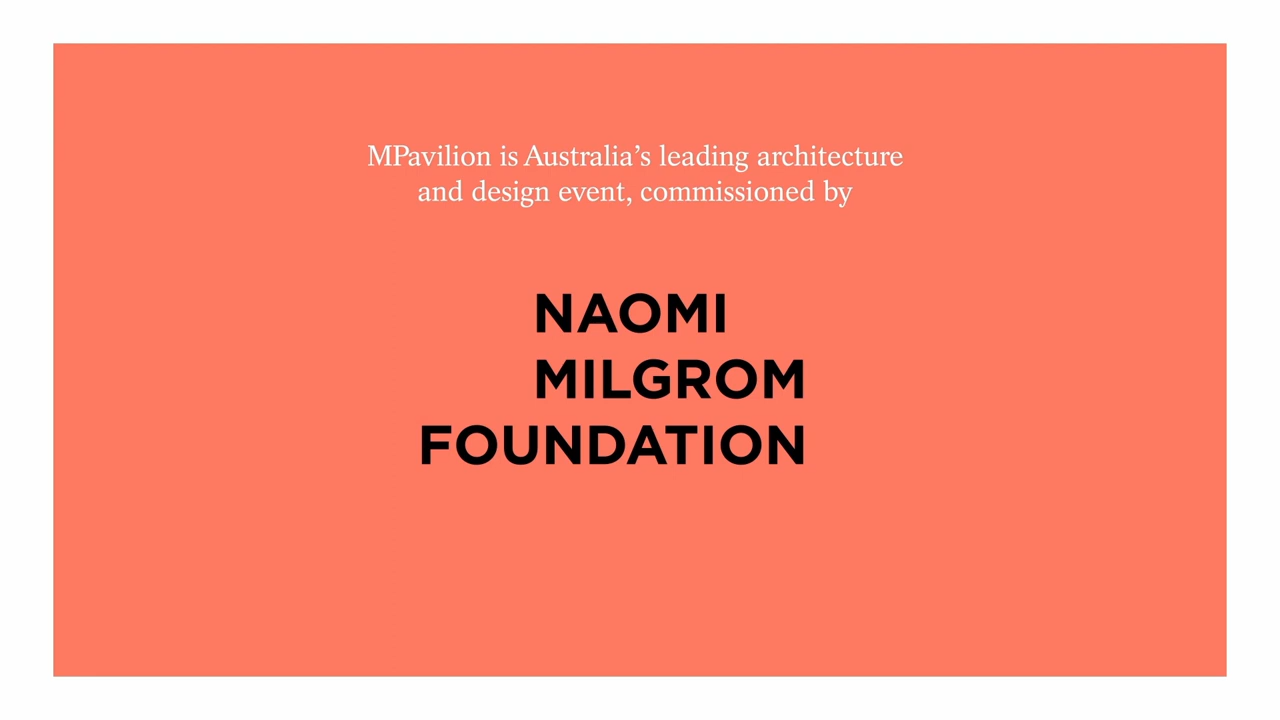 MPavilion is Australia’s leading architecture
and design event, commissioned by
NAOMI
MILGROM
FOUNDATION